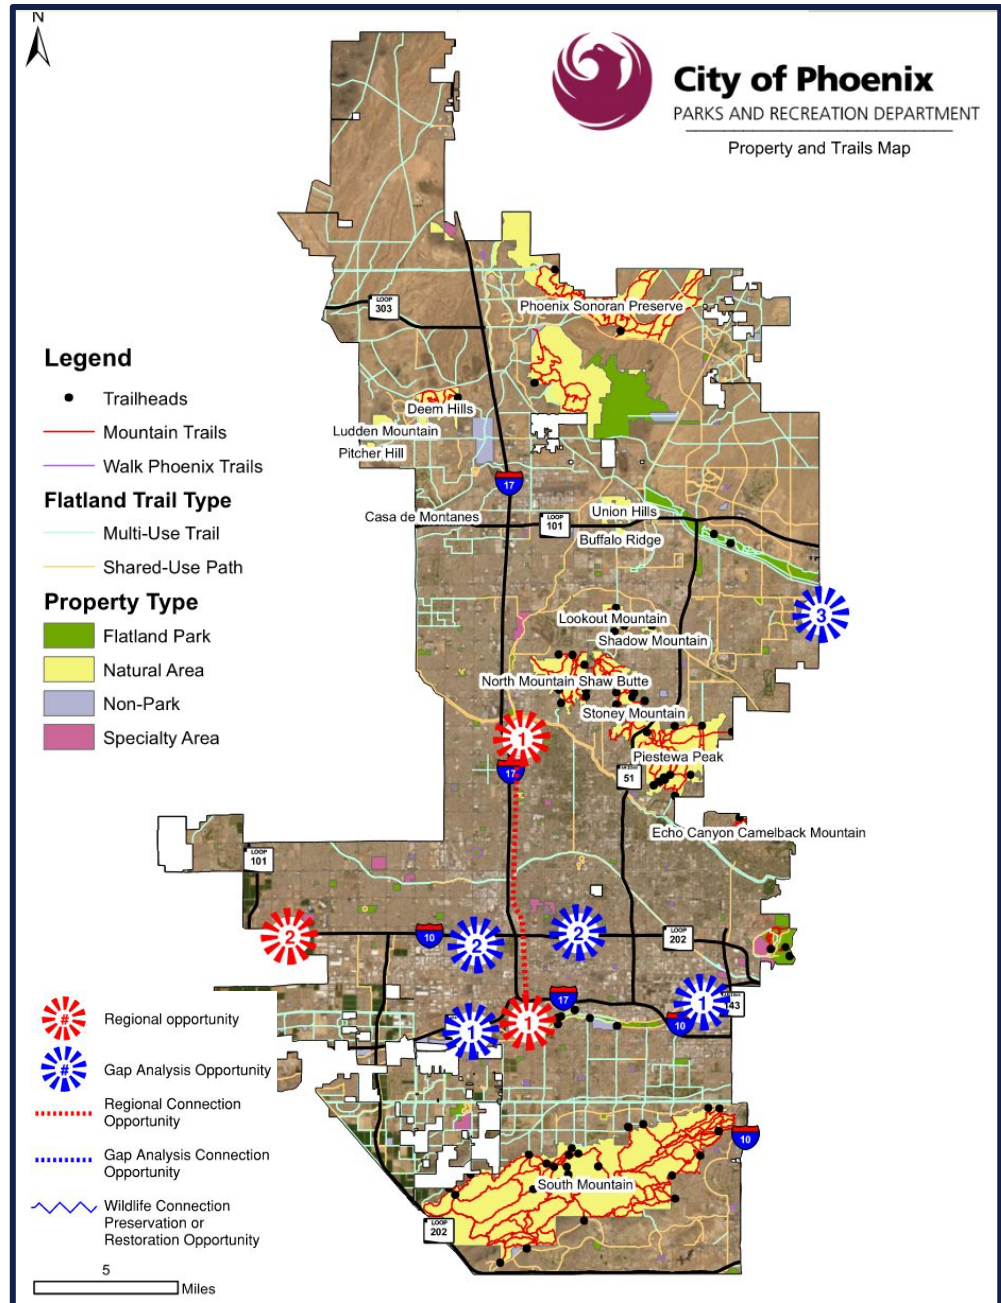 N
City of Phoenix
PARKS AND RECREATION DEPARTMENT
Property and Trails Map
LOOP
303
Phoenix Sonoran Preserve
Legend
Trailheads
Mountain Trails
Walk Phoenix Trails
Flatland Trail Type
Multi-Use Trail
Shared-Use Path
Property Type
Flatland Park
Natural Area
Non-Park
Specialty Area
Deem Hills
Ludden Mountain
Pitcher Hill
17
Casa de Montanes
LOOP
101
Union Hills
Buffalo Ridge
3
Lookout Mountain
Shadow Mountain
North Mountain Shaw Butte
Stoney Mountain
1
Piestewa Peak
17
51
Echo Canyon Camelback Mountain
LOOP
101
2
10
2
2
LOOP
202
1
1
17
1
10
143
#
Regional opportunity
#
Gap Analysis Opportunity
Regional Connection
Opportunity
Gap Analysis Connection
Opportunity
Wildlife Connection
Preservation or
Restoration Opportunity
10
South Mountain
LOOP
202
5
Miles